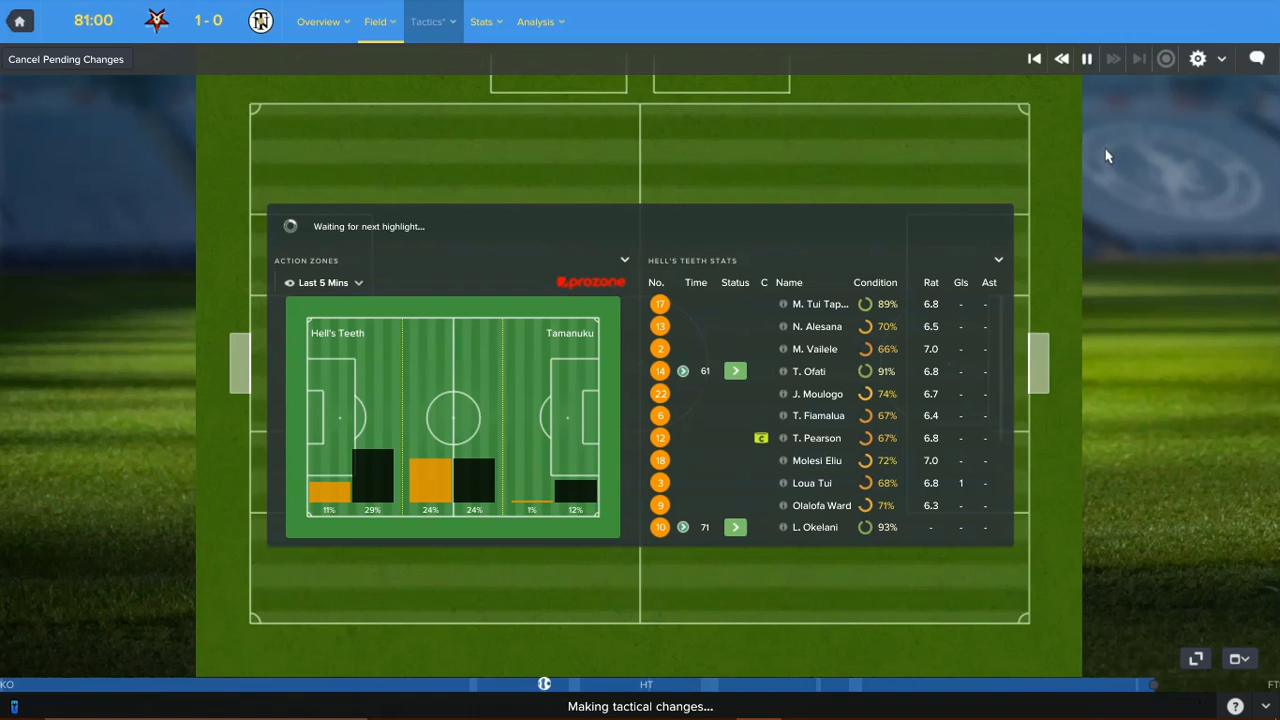 81:00 1 - 0 Overview Field Tactics* Stats Analysis
Cancel Pending Changes
Waiting for next highlight...
ACTION ZONES
Last 5 Mins prozone
Hell's Teeth Tamanuku
11% 29% 24% 24% 1% 12%
HELL'S TEETH STATS
No. Time Status C Name Condition Rat Gls Ast
17 M. Tui Tap... 89% 6.8 - -
13 N. Alesana 70% 6.5 - -
2 M. Vailele 66% 7.0 - -
14 61 T. Ofati 91% 6.8 - -
22 J. Moulogo 74% 6.7 - -
6 T. Fiamalua 67% 6.4 - -
12 C T. Pearson 67% 6.8 - -
18 Molesi Eliu 72% 7.0 - -
3 Loua Tui 68% 6.8 1 -
9 Olalofa Ward 71% 6.3 - -
10 71 L. Okelani 93% - - -
KO HT FT
Making tactical changes...
?